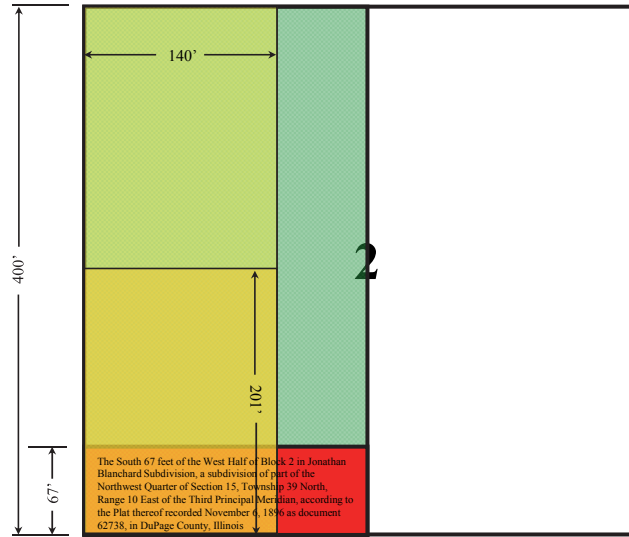 140’
2
400’
201’
67’
The South 67 feet of the West Half of Block 2 in Jonathan
Blanchard Subdivision, a subdivision of part of the
Northwest Quarter of Section 15, Township 39 North,
Range 10 East of the Third Principal Meridian, according to
the Plat thereof recorded November 6, 1896 as document
62738, in DuPage County, Illinois